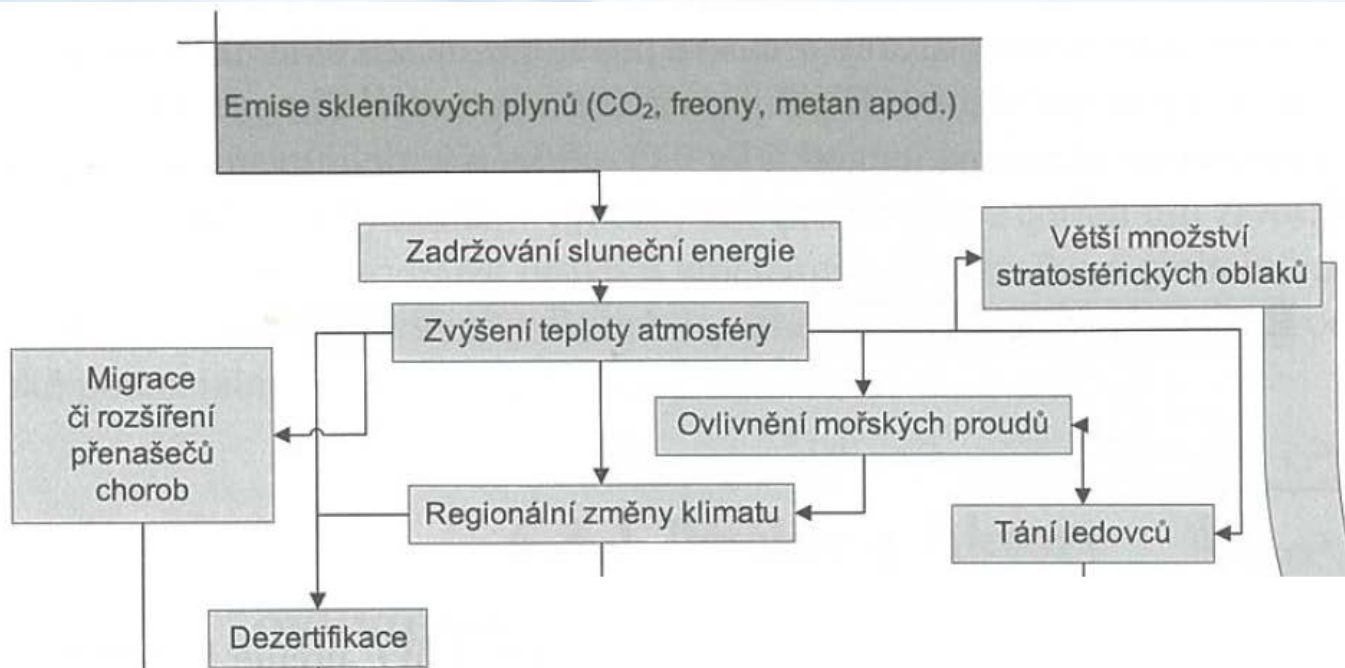 Emise skleníkových plynů (CO₂, freony, metan apod.)
Zadržování sluneční energie
Větší množství
stratosférických oblaků
Zvýšení teploty atmosféry
Migrace
či rozšíření
přenašečů
chorob
Ovlivnění mořských proudů
Regionální změny klimatu
Tání ledovců
Dezertifikace